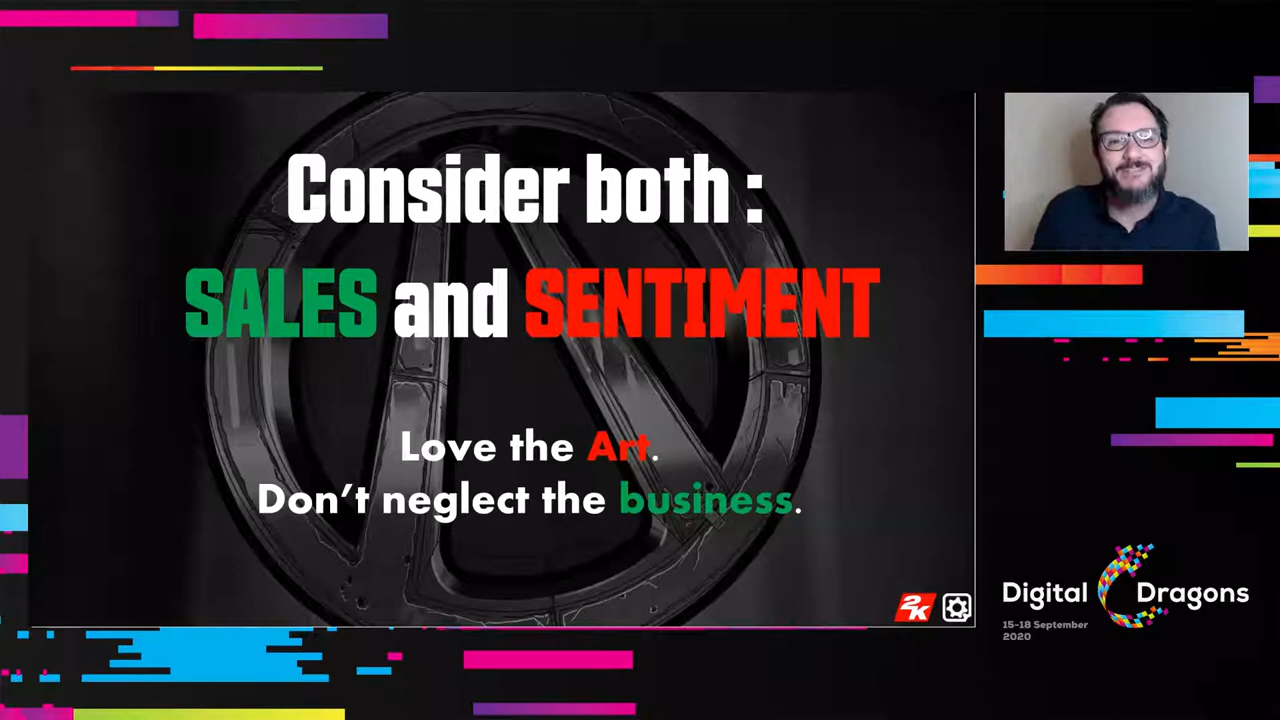 Consider both :
SALES and SENTIMENT
Love the Art.
Don't neglect the business.
2K
Digital Dragons
15-18 September
2020